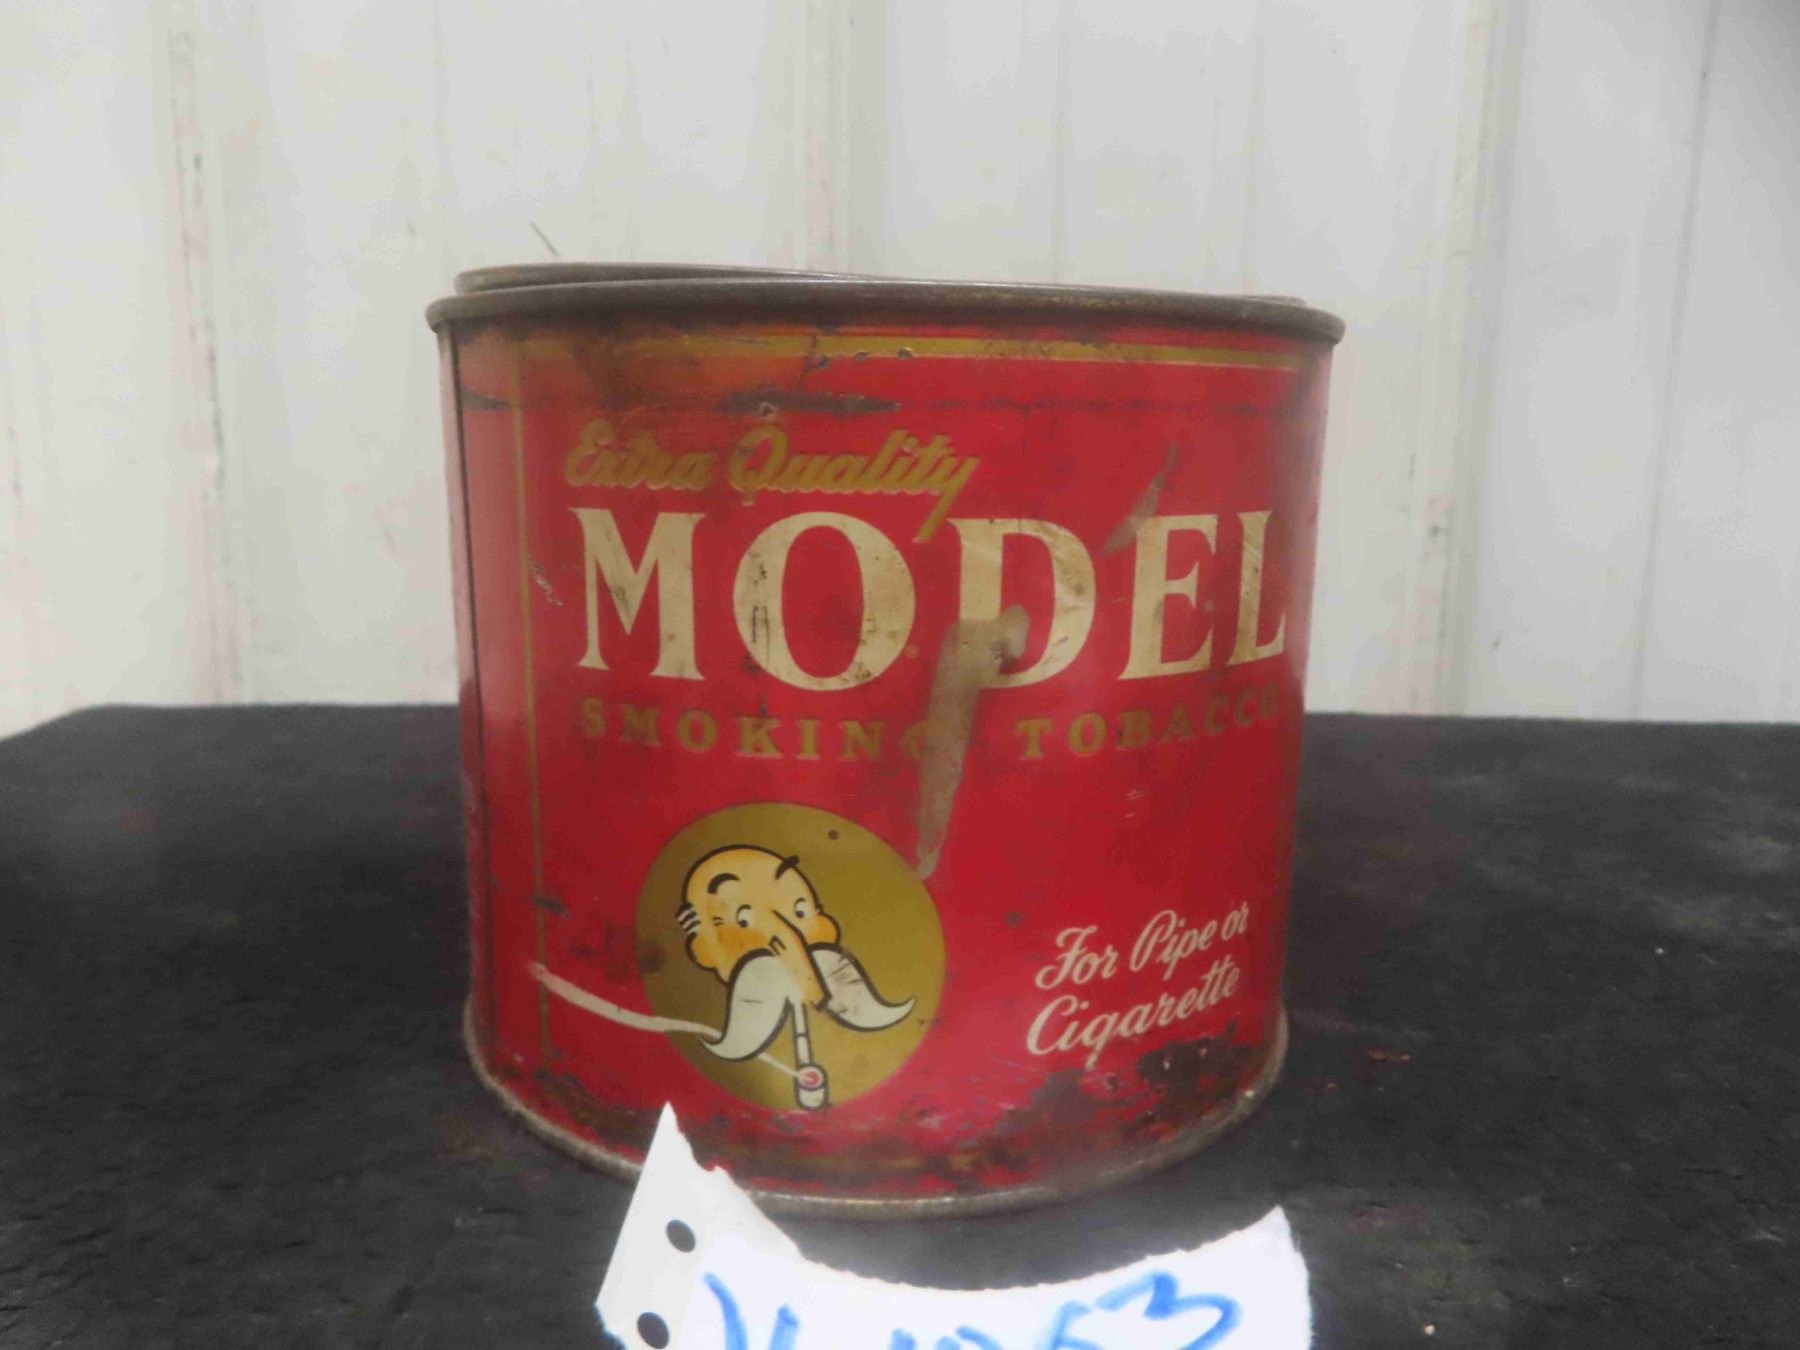 Extra Quality
MODEL
SMOKING TOBACCO
For Pipe or
Cigarette